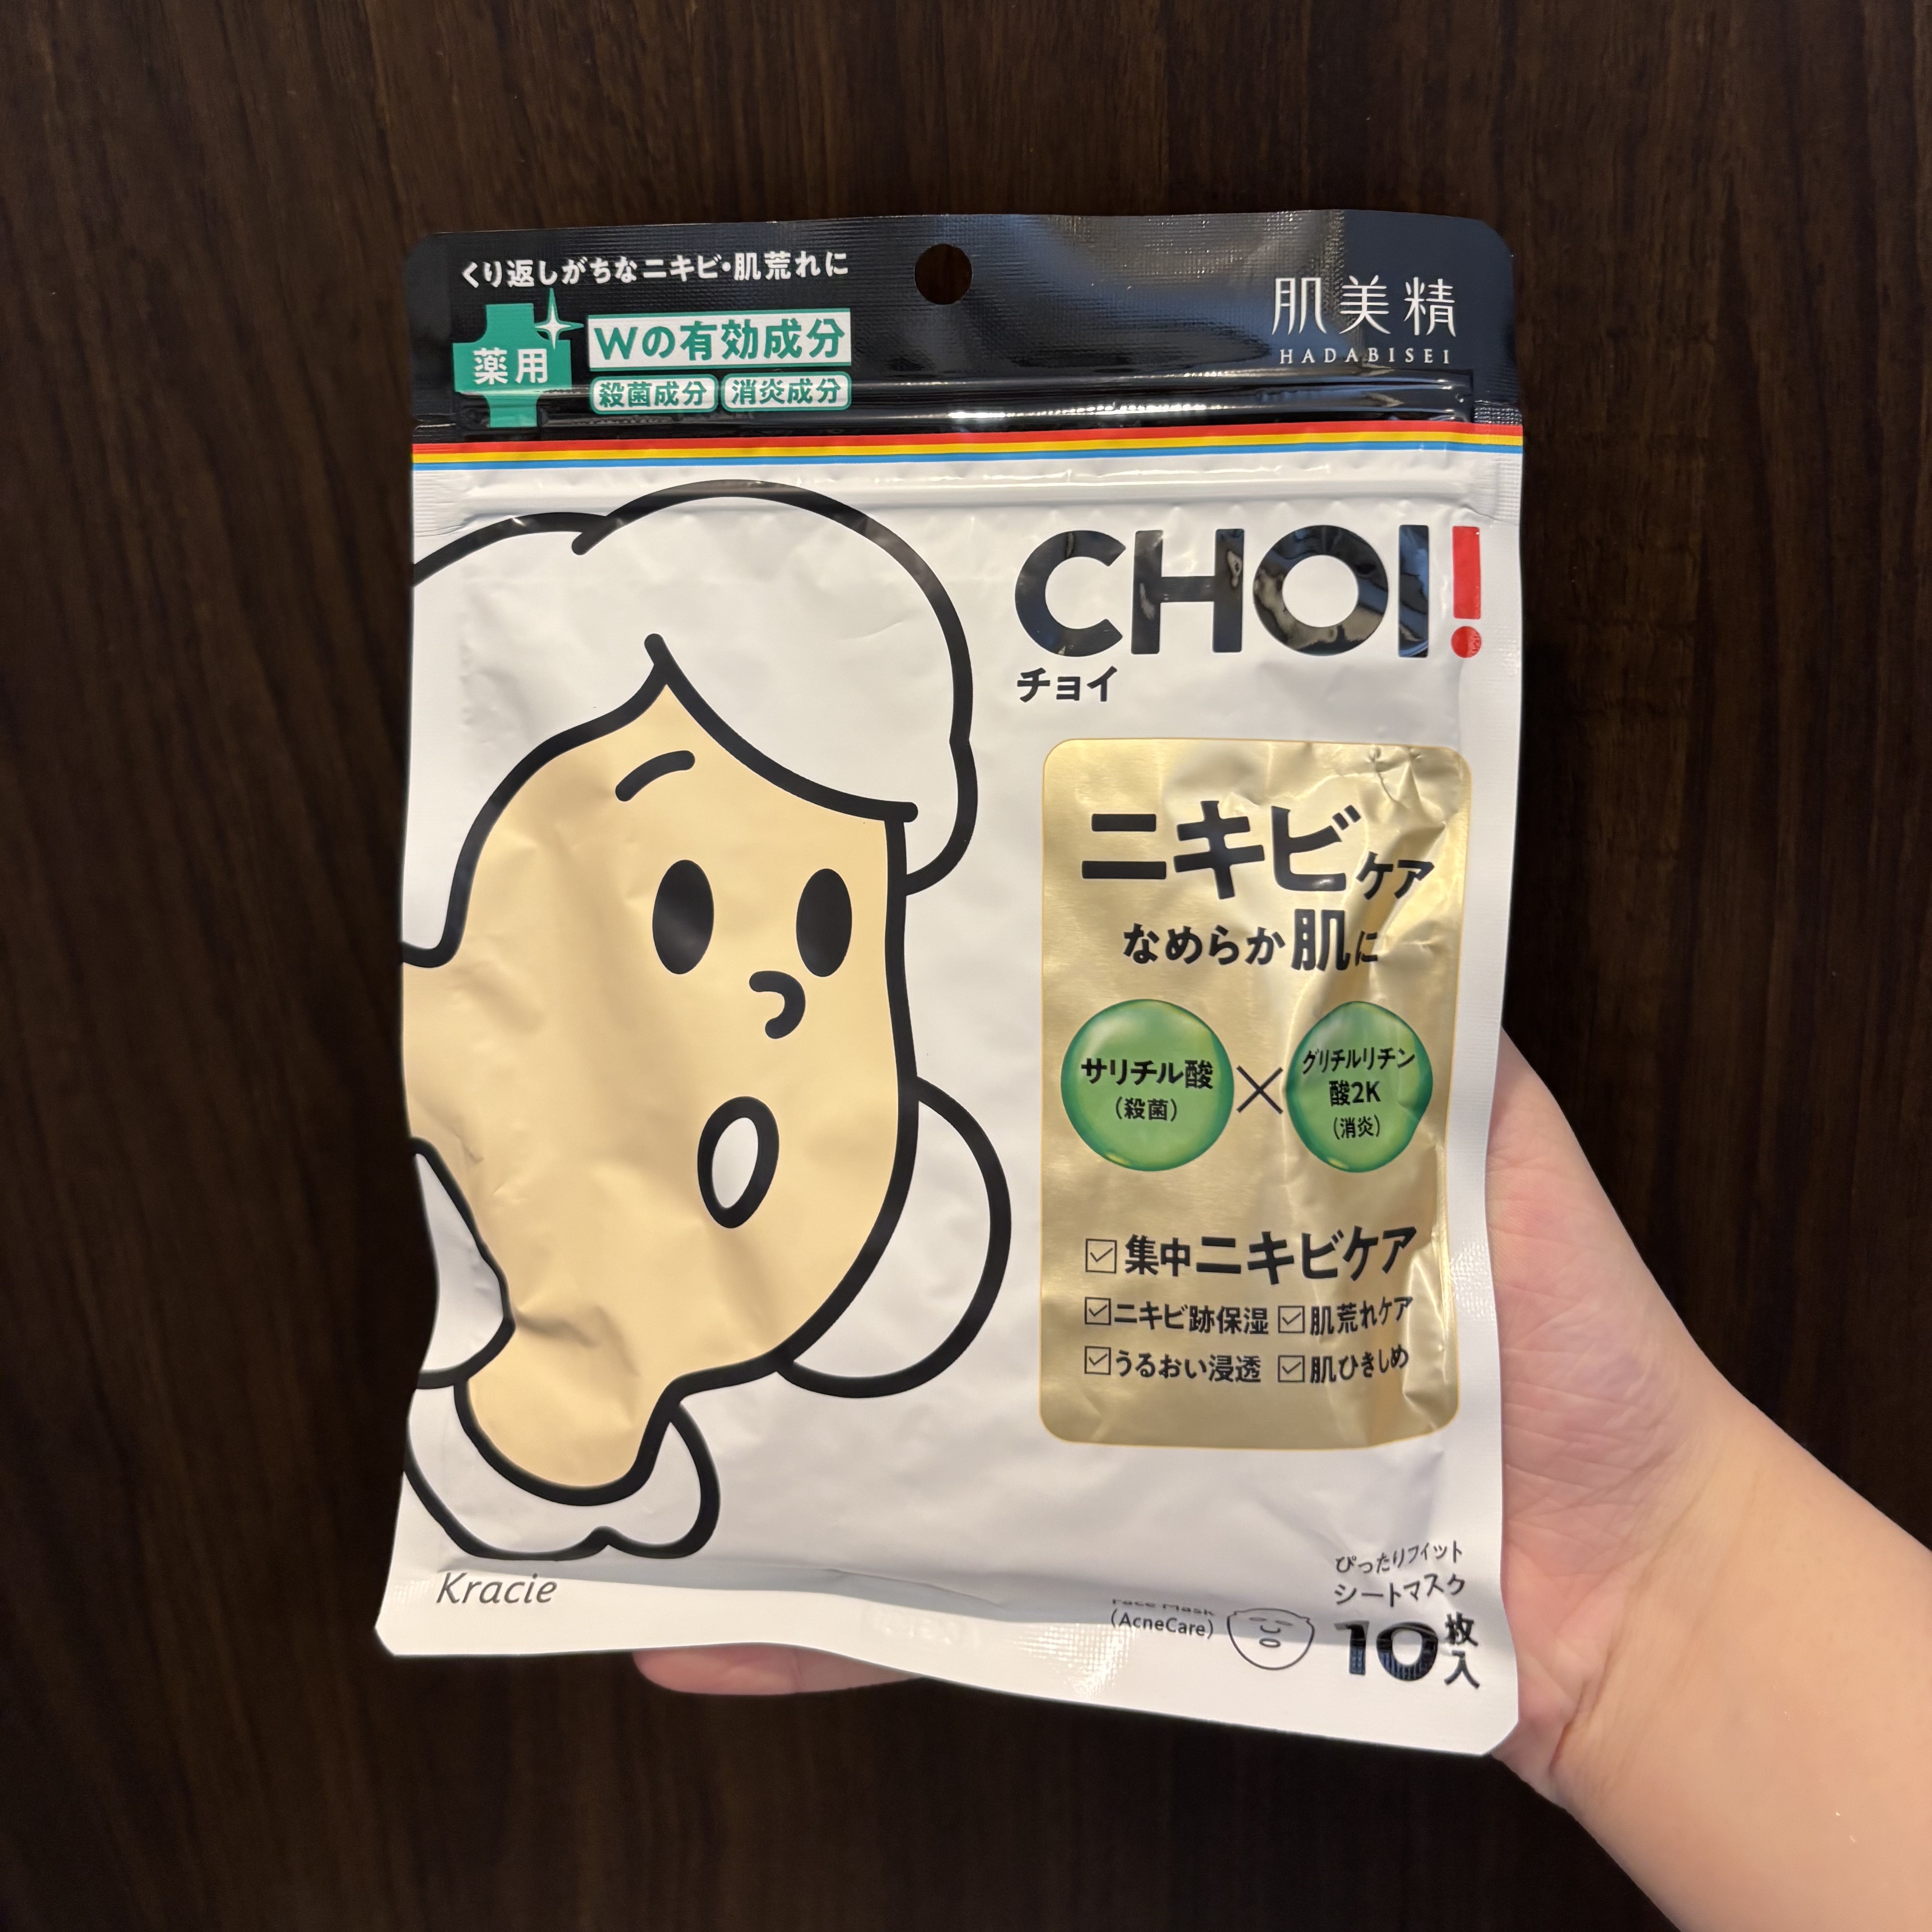 くり返しがちなニキビ・肌荒れに
薬用
Wの有効成分
殺菌成分 消炎成分
肌美精
HADABISEI
CHOI!
チョイ
ニキビケア
なめらか肌に
サリチル酸
(殺菌)
×
グリチルリチン
酸2K
(消炎)
集中ニキビケア
ニキビ跡保湿 肌荒れケア
うるおい浸透 肌ひきしめ
Kracie
Face Mask
(AcneCare)
ぴったりフィット
シートマスク
10枚入